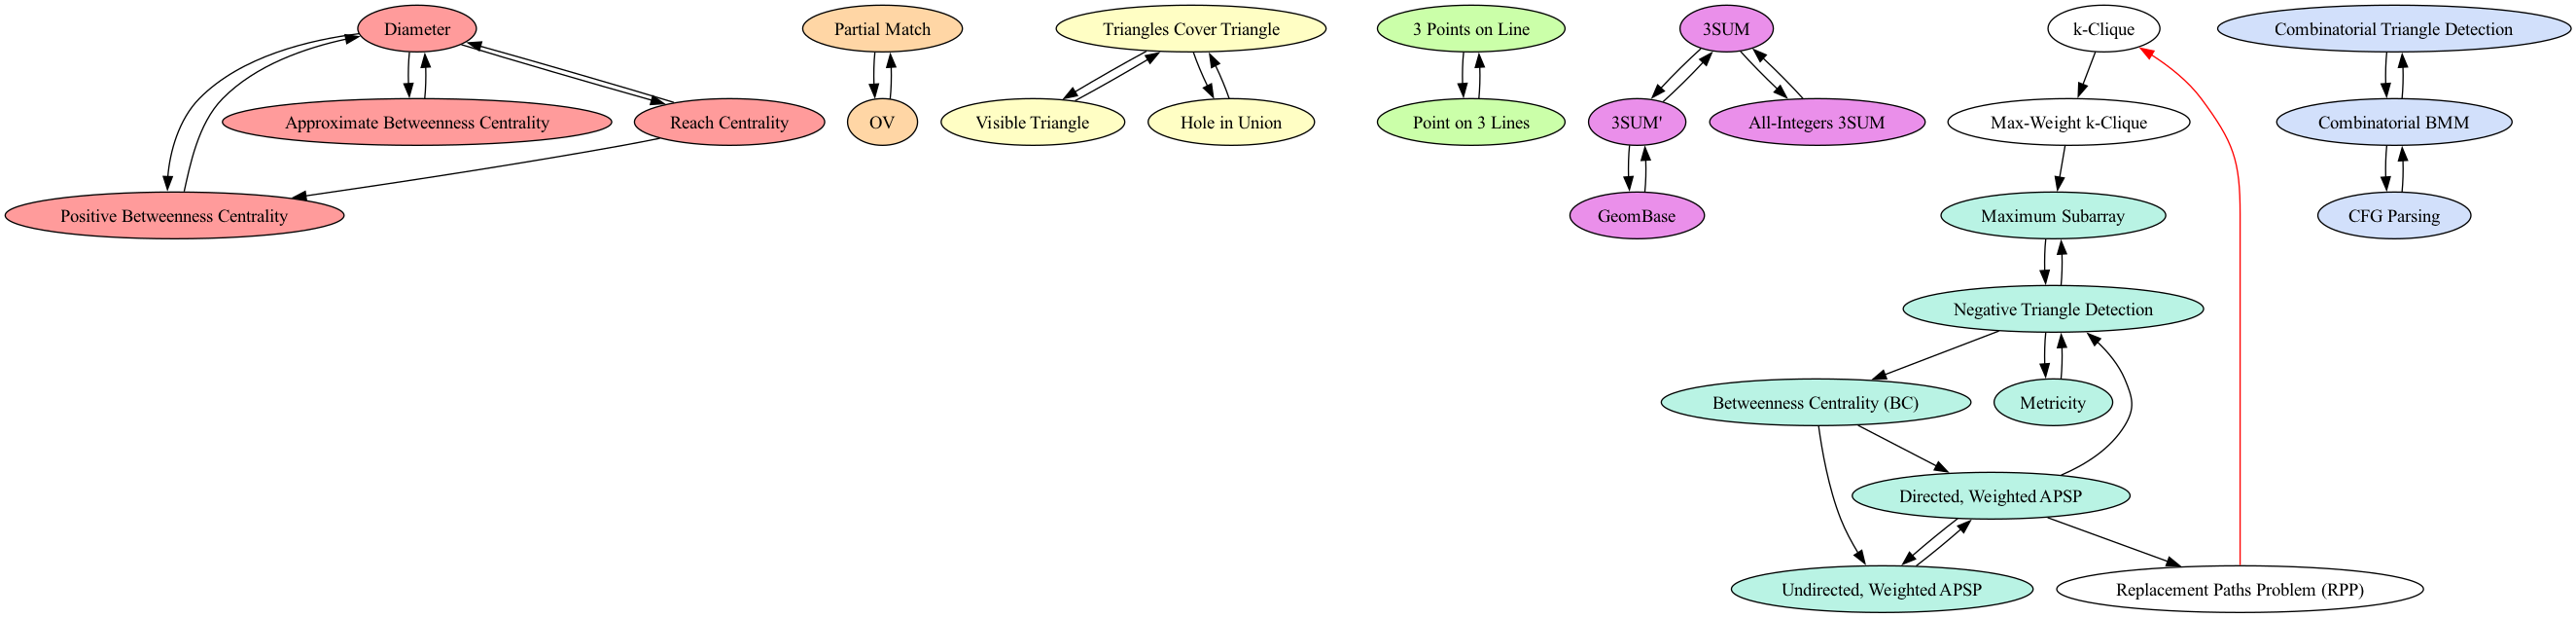 Diameter
Partial Match
Triangles Cover Triangle
3 Points on Line
3SUM
k-Clique
Combinatorial Triangle Detection
Approximate Betweenness Centrality
Reach Centrality
OV
Visible Triangle
Hole in Union
Point on 3 Lines
3SUM'
All-Integers 3SUM
Max-Weight k-Clique
Combinatorial BMM
Positive Betweenness Centrality
GeomBase
Maximum Subarray
CFG Parsing
Negative Triangle Detection
Betweenness Centrality (BC)
Metricity
Directed, Weighted APSP
Undirected, Weighted APSP
Replacement Paths Problem (RPP)